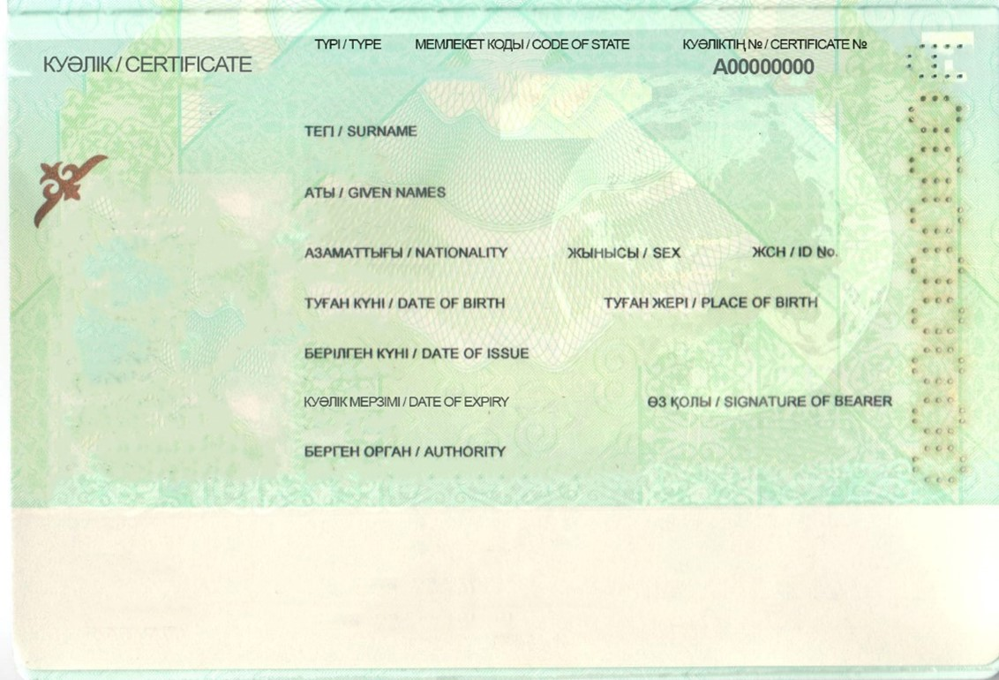 ТҮРІ / TYPE МЕМЛЕКЕТ КОДЫ / CODE OF STATE КУӘЛІКТІҢ № / CERTIFICATE №
КУӘЛІК / CERTIFICATE A00000000
ТЕГІ / SURNAME
АТЫ / GIVEN NAMES
АЗАМАТТЫҒЫ / NATIONALITY ЖЫНЫСЫ / SEX ЖСН / ID No.
ТУҒАН КҮНІ / DATE OF BIRTH ТУҒАН ЖЕРІ / PLACE OF BIRTH
БЕРІЛГЕН КҮНІ / DATE OF ISSUE
КУӘЛІК МЕРЗІМІ / DATE OF EXPIRY ӨЗ ҚОЛЫ / SIGNATURE OF BEARER
БЕРГЕН ОРГАН / AUTHORITY